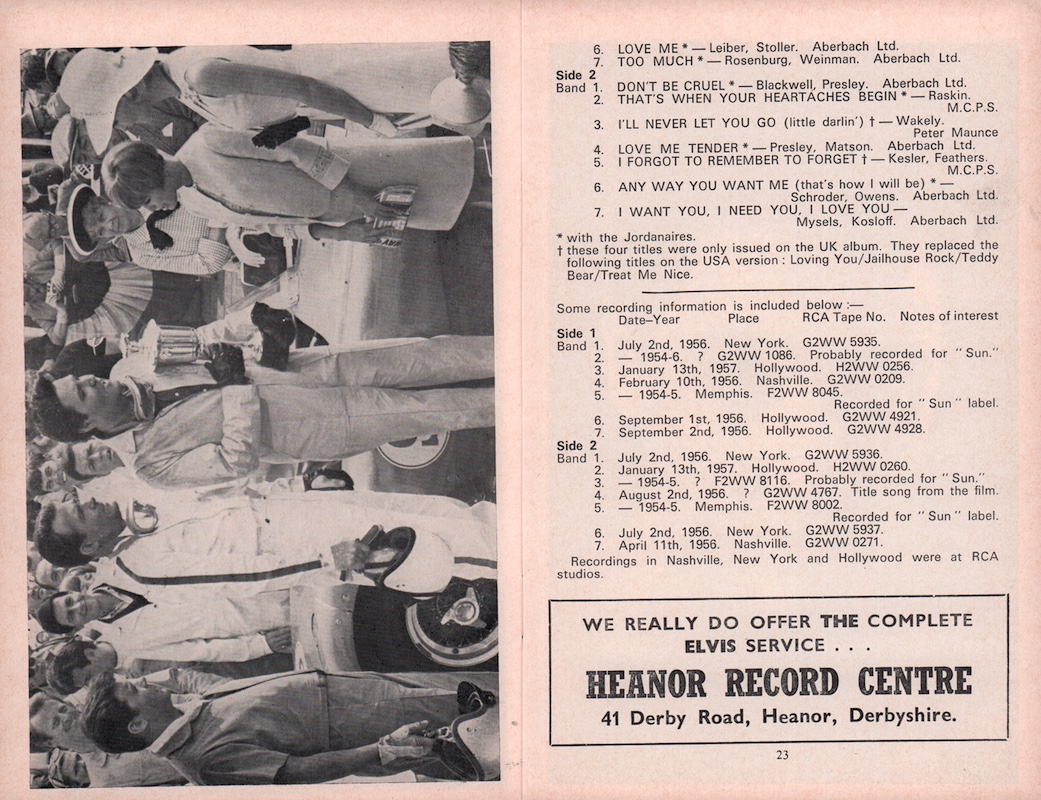 6. LOVE ME * — Leiber, Stoller. Aberbach Ltd.
7. TOO MUCH * — Rosenburg, Weinman. Aberbach Ltd.
Side 2
Band 1. DON'T BE CRUEL * — Blackwell, Presley. Aberbach Ltd.
2. THAT'S WHEN YOUR HEARTACHES BEGIN * — Raskin.
M.C.P.S.
3. I'LL NEVER LET YOU GO (little darlin') † — Wakely.
Peter Maunce
4. LOVE ME TENDER * — Presley, Matson. Aberbach Ltd.
5. I FORGOT TO REMEMBER TO FORGET † — Kesler, Feathers.
M.C.P.S.
6. ANY WAY YOU WANT ME (that's how I will be) * —
Schroder, Owens. Aberbach Ltd.
7. I WANT YOU, I NEED YOU, I LOVE YOU —
Mysels, Kosloff. Aberbach Ltd.
* with the Jordanaires.
† these four titles were only issued on the UK album. They replaced the
following titles on the USA version : Loving You/Jailhouse Rock/Teddy
Bear/Treat Me Nice.
Some recording information is included below :—
Date–Year Place RCA Tape No. Notes of interest
Side 1
Band 1. July 2nd, 1956. New York. G2WW 5935.
2. — 1954-6. ? G2WW 1086. Probably recorded for "Sun."
3. January 13th, 1957. Hollywood. H2WW 0256.
4. February 10th, 1956. Nashville. G2WW 0209.
5. — 1954-5. Memphis. F2WW 8045.
Recorded for "Sun" label.
6. September 1st, 1956. Hollywood. G2WW 4921.
7. September 2nd, 1956. Hollywood. G2WW 4928.
Side 2
Band 1. July 2nd, 1956. New York. G2WW 5936.
2. January 13th, 1957. Hollywood. H2WW 0260.
3. — 1954-5. ? F2WW 8116. Probably recorded for "Sun."
4. August 2nd, 1956. ? G2WW 4767. Title song from the film.
5. — 1954-5. Memphis. F2WW 8002.
Recorded for "Sun" label.
6. July 2nd, 1956. New York. G2WW 5937.
7. April 11th, 1956. Nashville. G2WW 0271.
Recordings in Nashville, New York and Hollywood were at RCA
studios.
WE REALLY DO OFFER THE COMPLETE
ELVIS SERVICE . . .
HEANOR RECORD CENTRE
41 Derby Road, Heanor, Derbyshire.
23